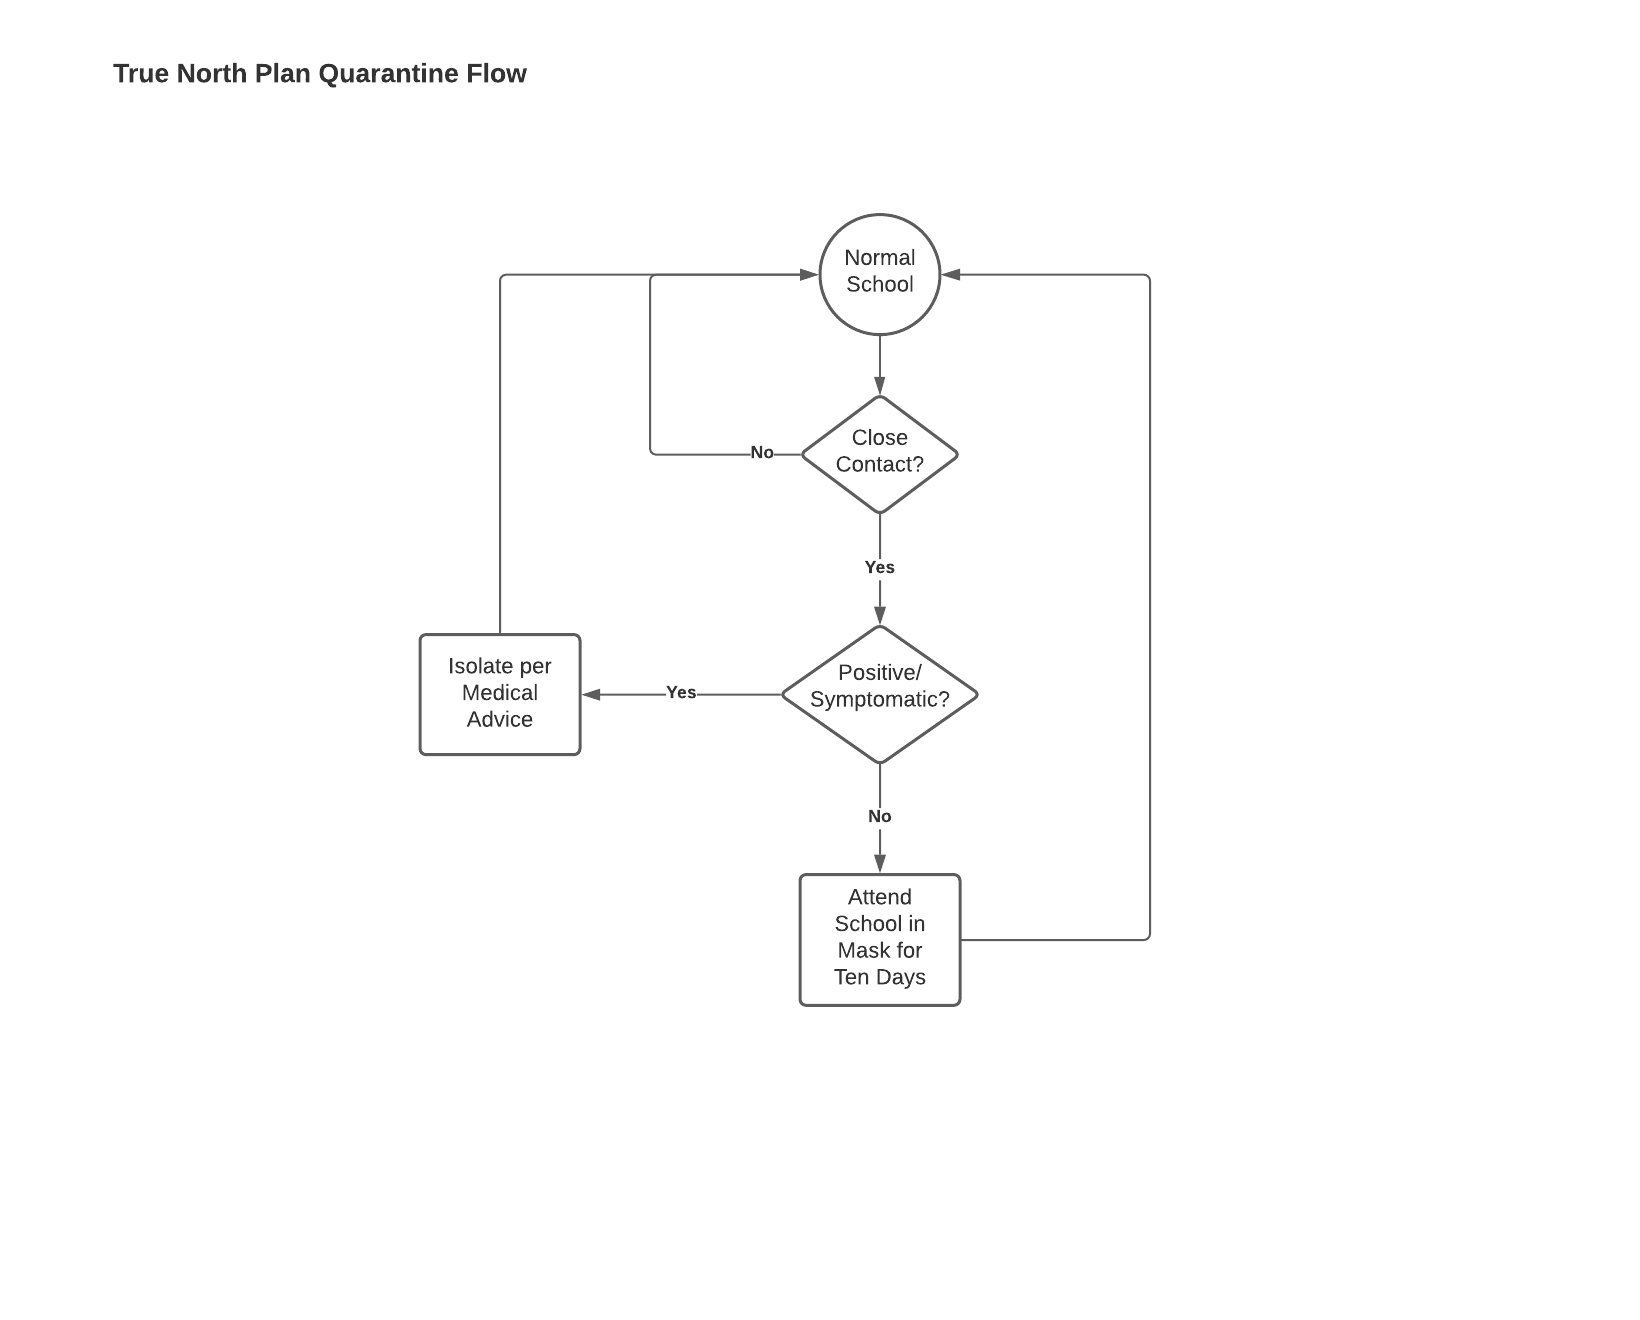 True North Plan Quarantine Flow
Normal
School
Close
Contact?
No
Yes
Positive/
Symptomatic?
Yes
Isolate per
Medical
Advice
No
Attend
School in
Mask for
Ten Days